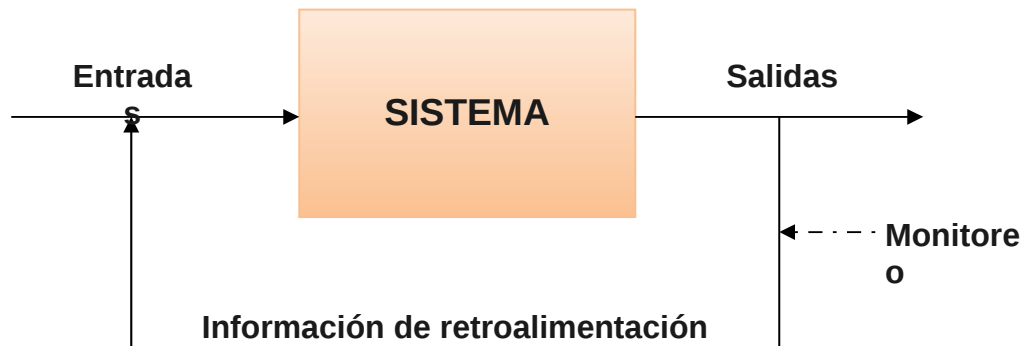 Entrada
s
Salidas
SISTEMA
Monitore
o
Información de retroalimentación